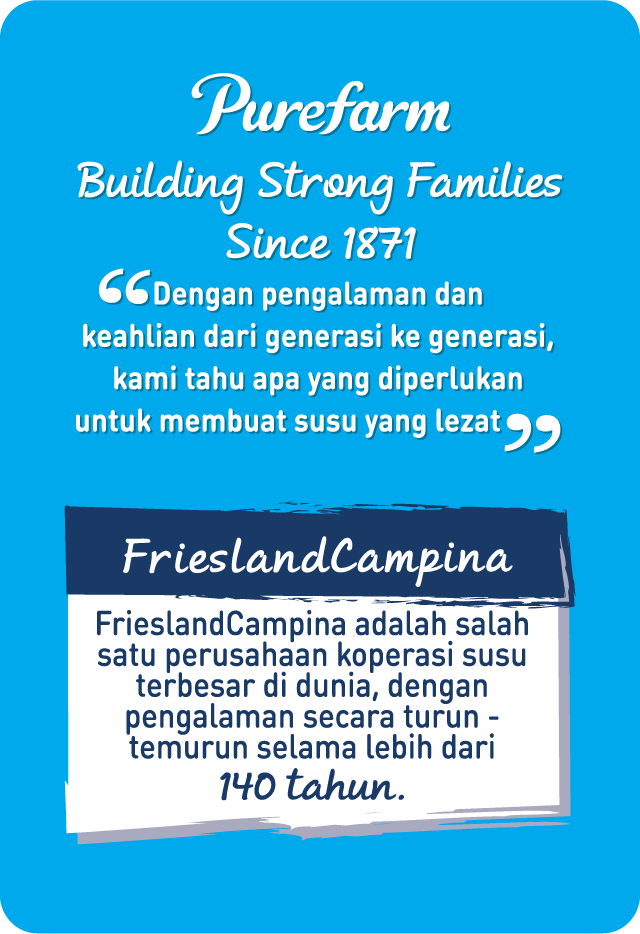 Purefarm
Building Strong Families
Since 1871
“Dengan pengalaman dan
keahlian dari generasi ke generasi,
kami tahu apa yang diperlukan
untuk membuat susu yang lezat”
FrieslandCampina
FrieslandCampina adalah salah
satu perusahaan koperasi susu
terbesar di dunia, dengan
pengalaman secara turun -
temurun selama lebih dari
140 tahun.